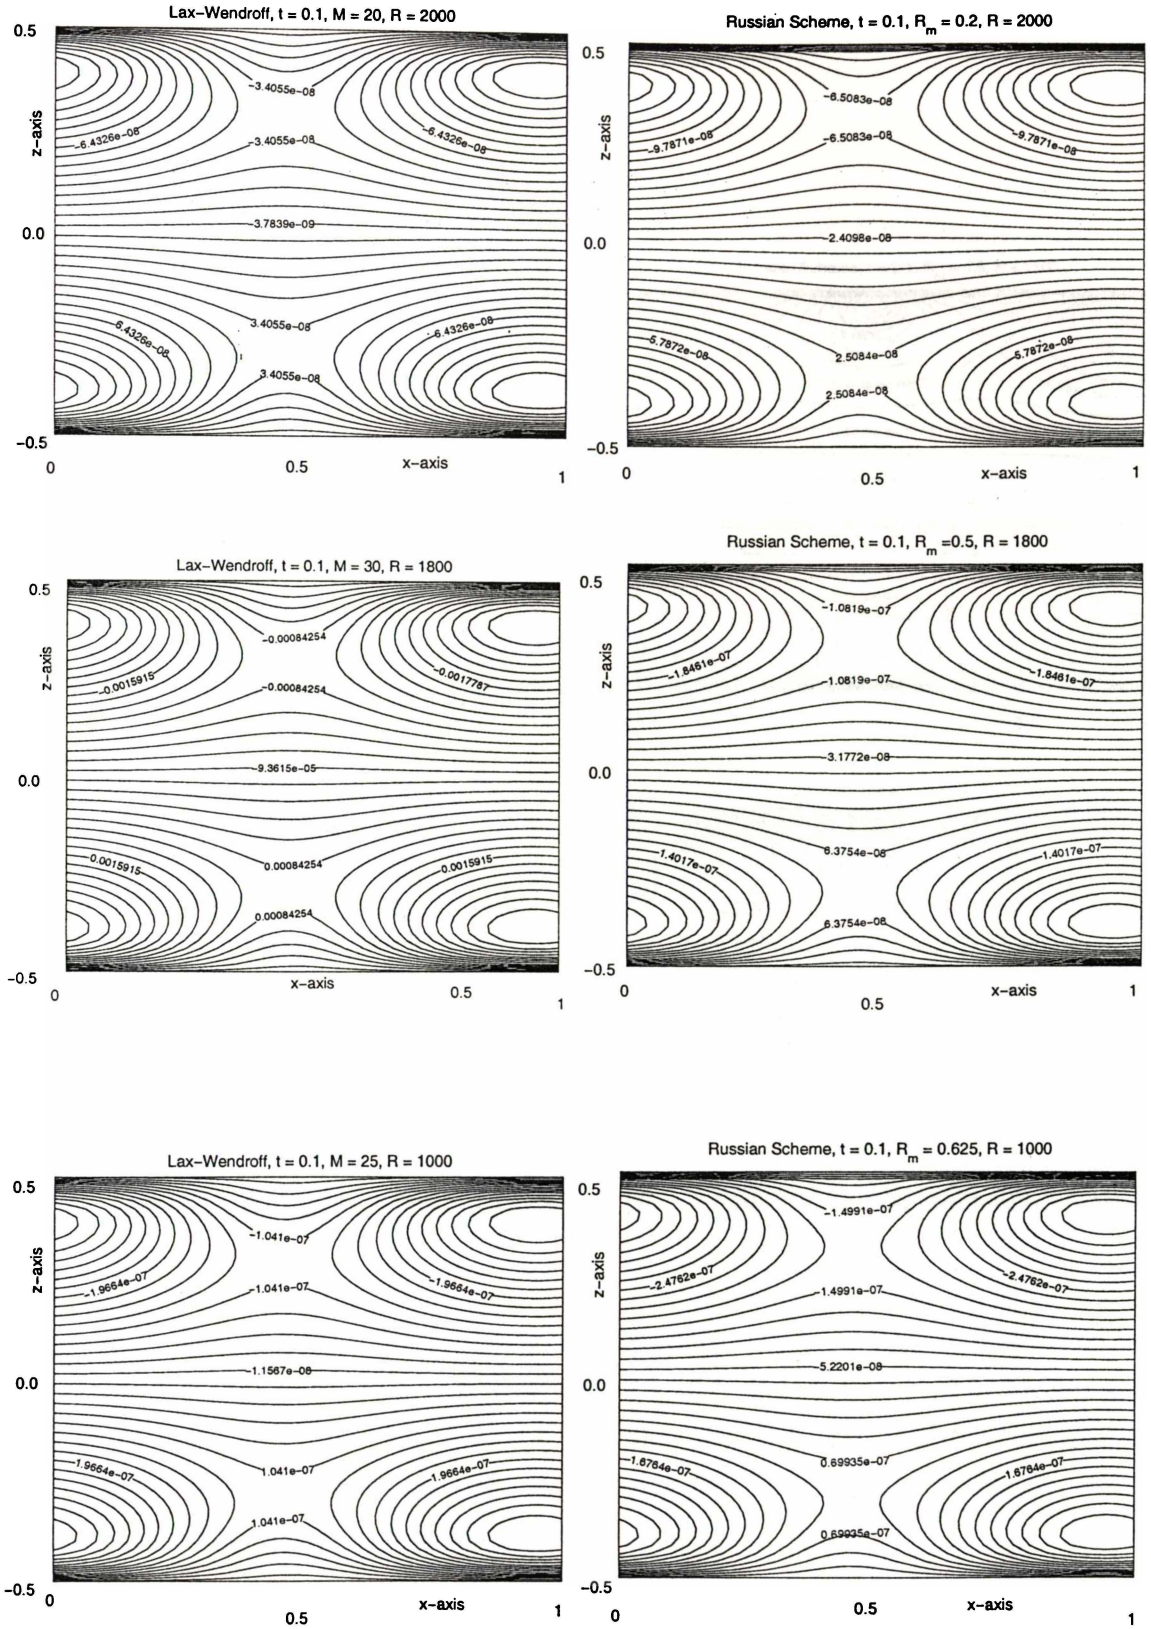 Lax-Wendroff, t = 0.1, M = 20, R = 2000
0.5
z-axis
0.0
-0.5
-3.4055e-08
-6.4326e-08
-6.4326e-08
-3.4055e-08
-3.7839e-09
6.4326e-08
-6.4326e-08
3.4055e-08
3.4055e-08
0
0.5
x-axis
1
Russian Scheme, t = 0.1, Rm = 0.2, R = 2000
0.5
z-axis
0.0
-0.5
-6.5083e-08
-9.7871e-08
-6.5083e-08
-9.7871e-08
-2.4098e-08
5.7872e-08
5.7872e-08
2.5084e-08
2.5084e-08
0
0.5
x-axis
1
Lax-Wendroff, t = 0.1, M = 30, R = 1800
0.5
z-axis
0.0
-0.5
-0.00084254
-0.0015915
-0.0017787
-0.00084254
-9.3615e-05
0.0015915
0.00084254
0.0015915
0.00084254
0
x-axis
0.5
1
Russian Scheme, t = 0.1, Rm =0.5, R = 1800
0.5
z-axis
0.0
-0.5
-1.0819e-07
-1.8461e-07
-1.8461e-07
-1.0819e-07
-3.1772e-08
1.4017e-07
6.3754e-08
1.4017e-07
6.3754e-08
0
0.5
x-axis
1
Lax-Wendroff, t = 0.1, M = 25, R = 1000
0.5
z-axis
0.0
-0.5
-1.041e-07
-1.9664e-07
-1.041e-07
-1.9664e-07
-1.1567e-08
1.9664e-07
1.041e-07
1.9664e-07
1.041e-07
0
0.5
x-axis
1
Russian Scheme, t = 0.1, Rm = 0.625, R = 1000
0.5
z-axis
0.0
-0.5
-1.4991e-07
-2.4762e-07
-1.4991e-07
-2.4762e-07
-5.2201e-08
1.6764e-07
0.69935e-07
1.6764e-07
0.69935e-07
0
0.5
x-axis
1